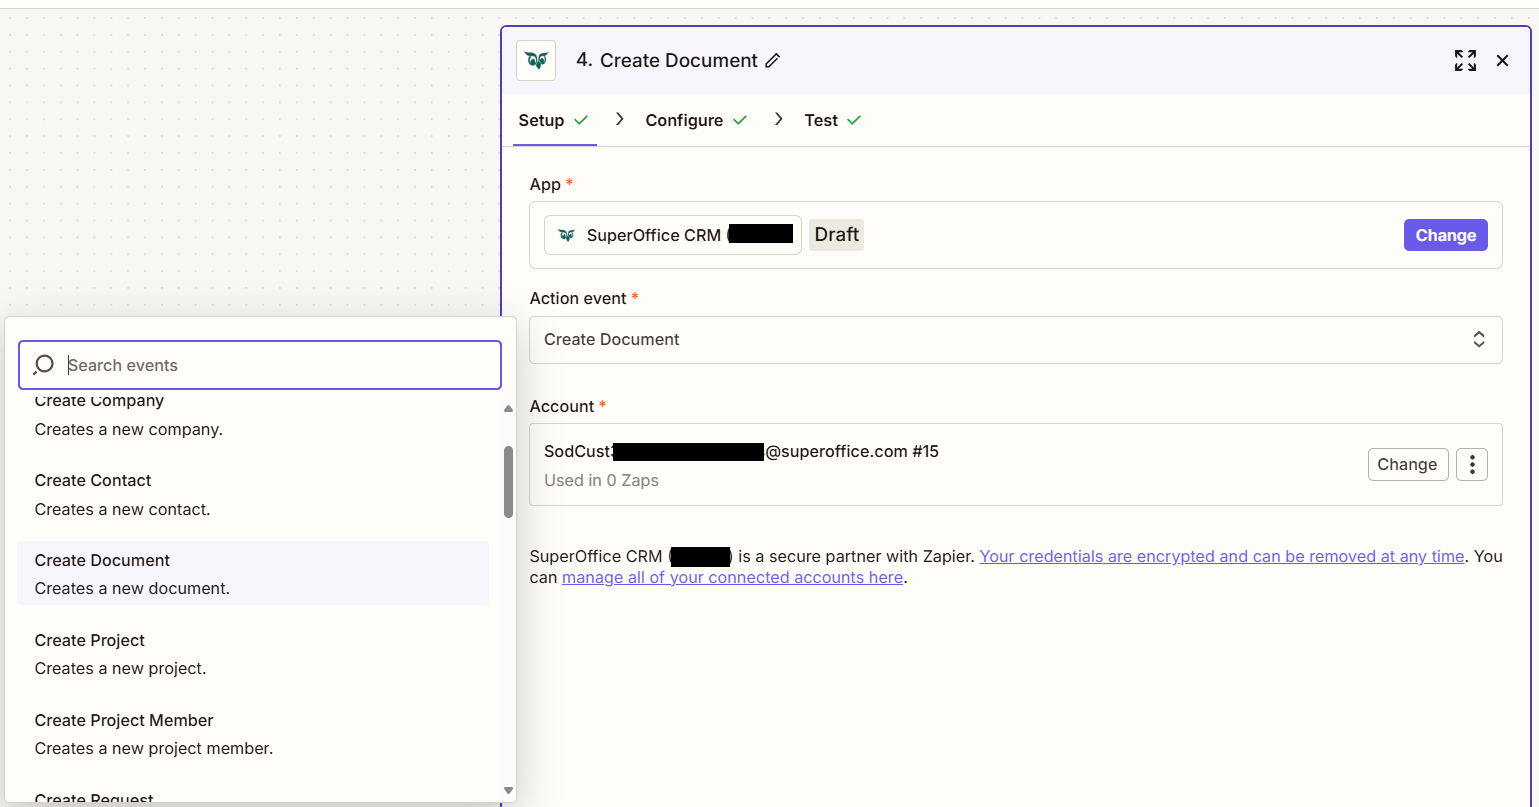 4. Create Document
Setup
Configure
Test
App *
SuperOffice CRM (
Draft
Change
Action event *
Create Document
Account *
SodCust
@superoffice.com #15
Used in 0 Zaps
Change
SuperOffice CRM ( ) is a secure partner with Zapier. Your credentials are encrypted and can be removed at any time. You
can manage all of your connected accounts here.
Search events
Create Company
Creates a new company.
Create Contact
Creates a new contact.
Create Document
Creates a new document.
Create Project
Creates a new project.
Create Project Member
Creates a new project member.
Create Request